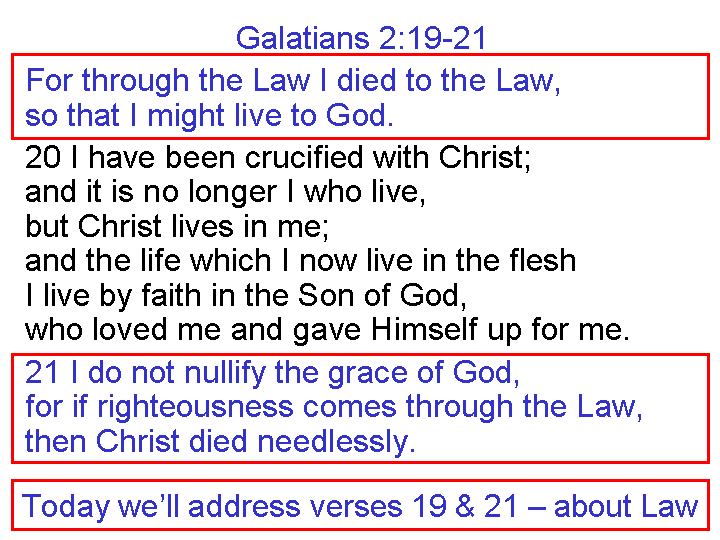 Galatians 2:19-21
For through the Law I died to the Law,
so that I might live to God.
20 I have been crucified with Christ;
and it is no longer I who live,
but Christ lives in me;
and the life which I now live in the flesh
I live by faith in the Son of God,
who loved me and gave Himself up for me.
21 I do not nullify the grace of God,
for if righteousness comes through the Law,
then Christ died needlessly.
Today we’ll address verses 19 & 21 – about Law